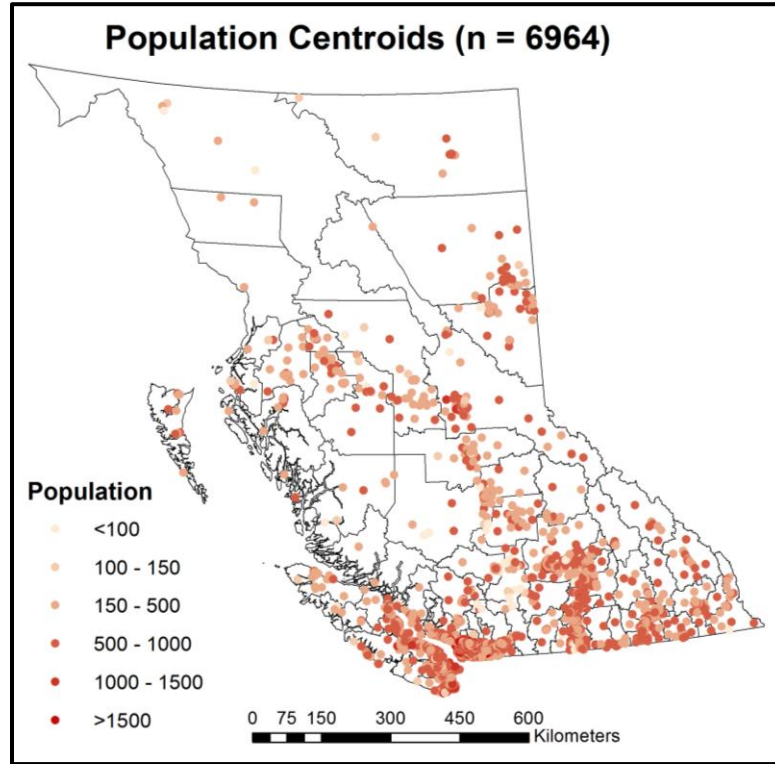 Population Centroids (n = 6964)
Population
<100
100 - 150
150 - 500
500 - 1000
1000 - 1500
>1500
0 75 150 300 450 600
Kilometers